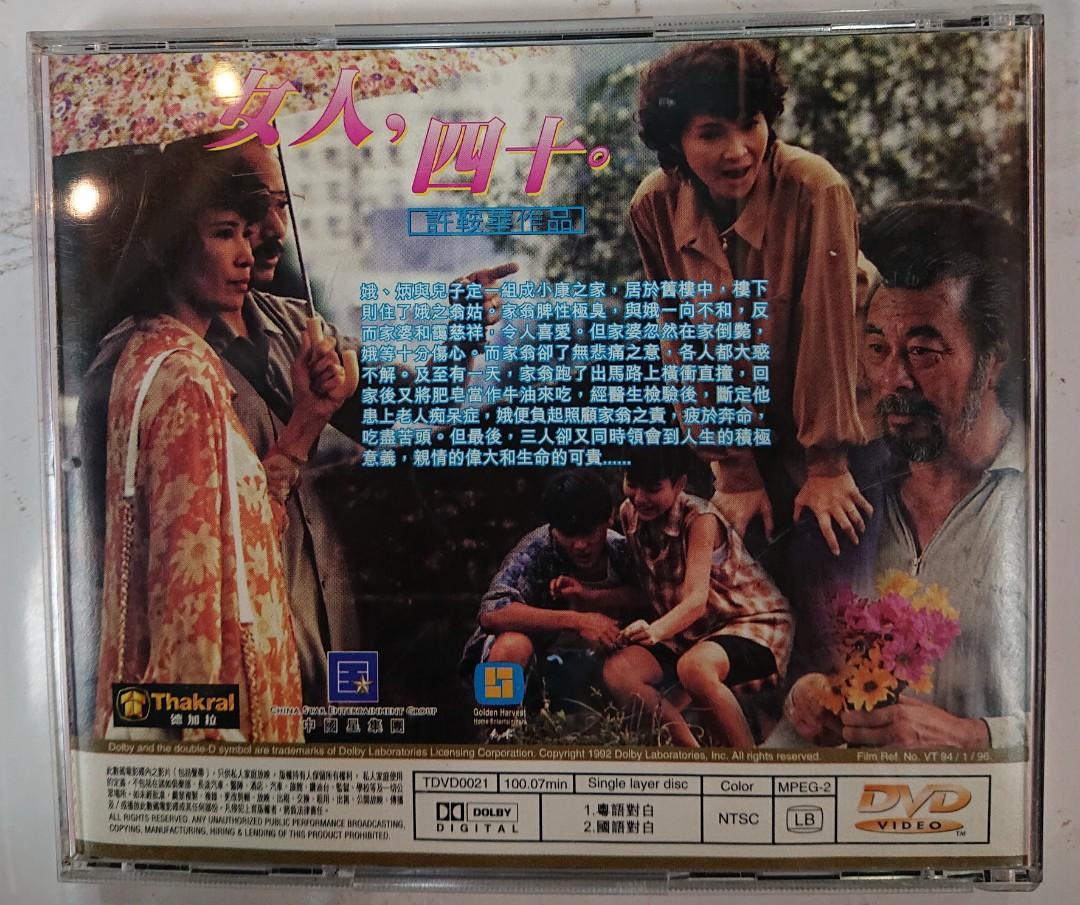 女人，四十。
許鞍華作品
娥、炳與兒子定一組成小康之家，居於舊樓中，樓下
則住了娥之翁姑。家翁脾性極臭，與娥一向不和，反
而家婆和靄慈祥，令人喜愛。但家婆忽然在家倒斃，
娥等十分傷心。而家翁卻了無悲痛之意，各人都大惑
不解。及至有一天，家翁跑了出馬路上橫衝直撞，回
家後又將肥皂當作牛油來吃，經醫生檢驗後，斷定他
患上老人痴呆症，娥便負起照顧家翁之責，疲於奔命，
吃盡苦頭。但最後，三人卻又同時領會到人生的積極
意義，親情的偉大和生命的可貴......
Thakral
德加拉
CHINA STAR ENTERTAINMENT GROUP
中國星集團
Golden Harvest
Home Entertainment
Dolby and the double-D symbol are trademarks of Dolby Laboratories Licensing Corporation. Copyright 1992 Dolby Laboratories, Inc. All rights reserved.
Film Ref. No. VT 94 / 1 / 96.
ALL RIGHTS RESERVED. ANY UNAUTHORIZED PUBLIC PERFORMANCE BROADCASTING,
COPYING, MANUFACTURING, HIRING & LENDING OF THIS PRODUCT PROHIBITED.
TDVD0021 100.07min Single layer disc Color MPEG-2
DOLBY
DIGITAL
1.粵語對白
2.國語對白
NTSC
LB
DVD
VIDEO
TM